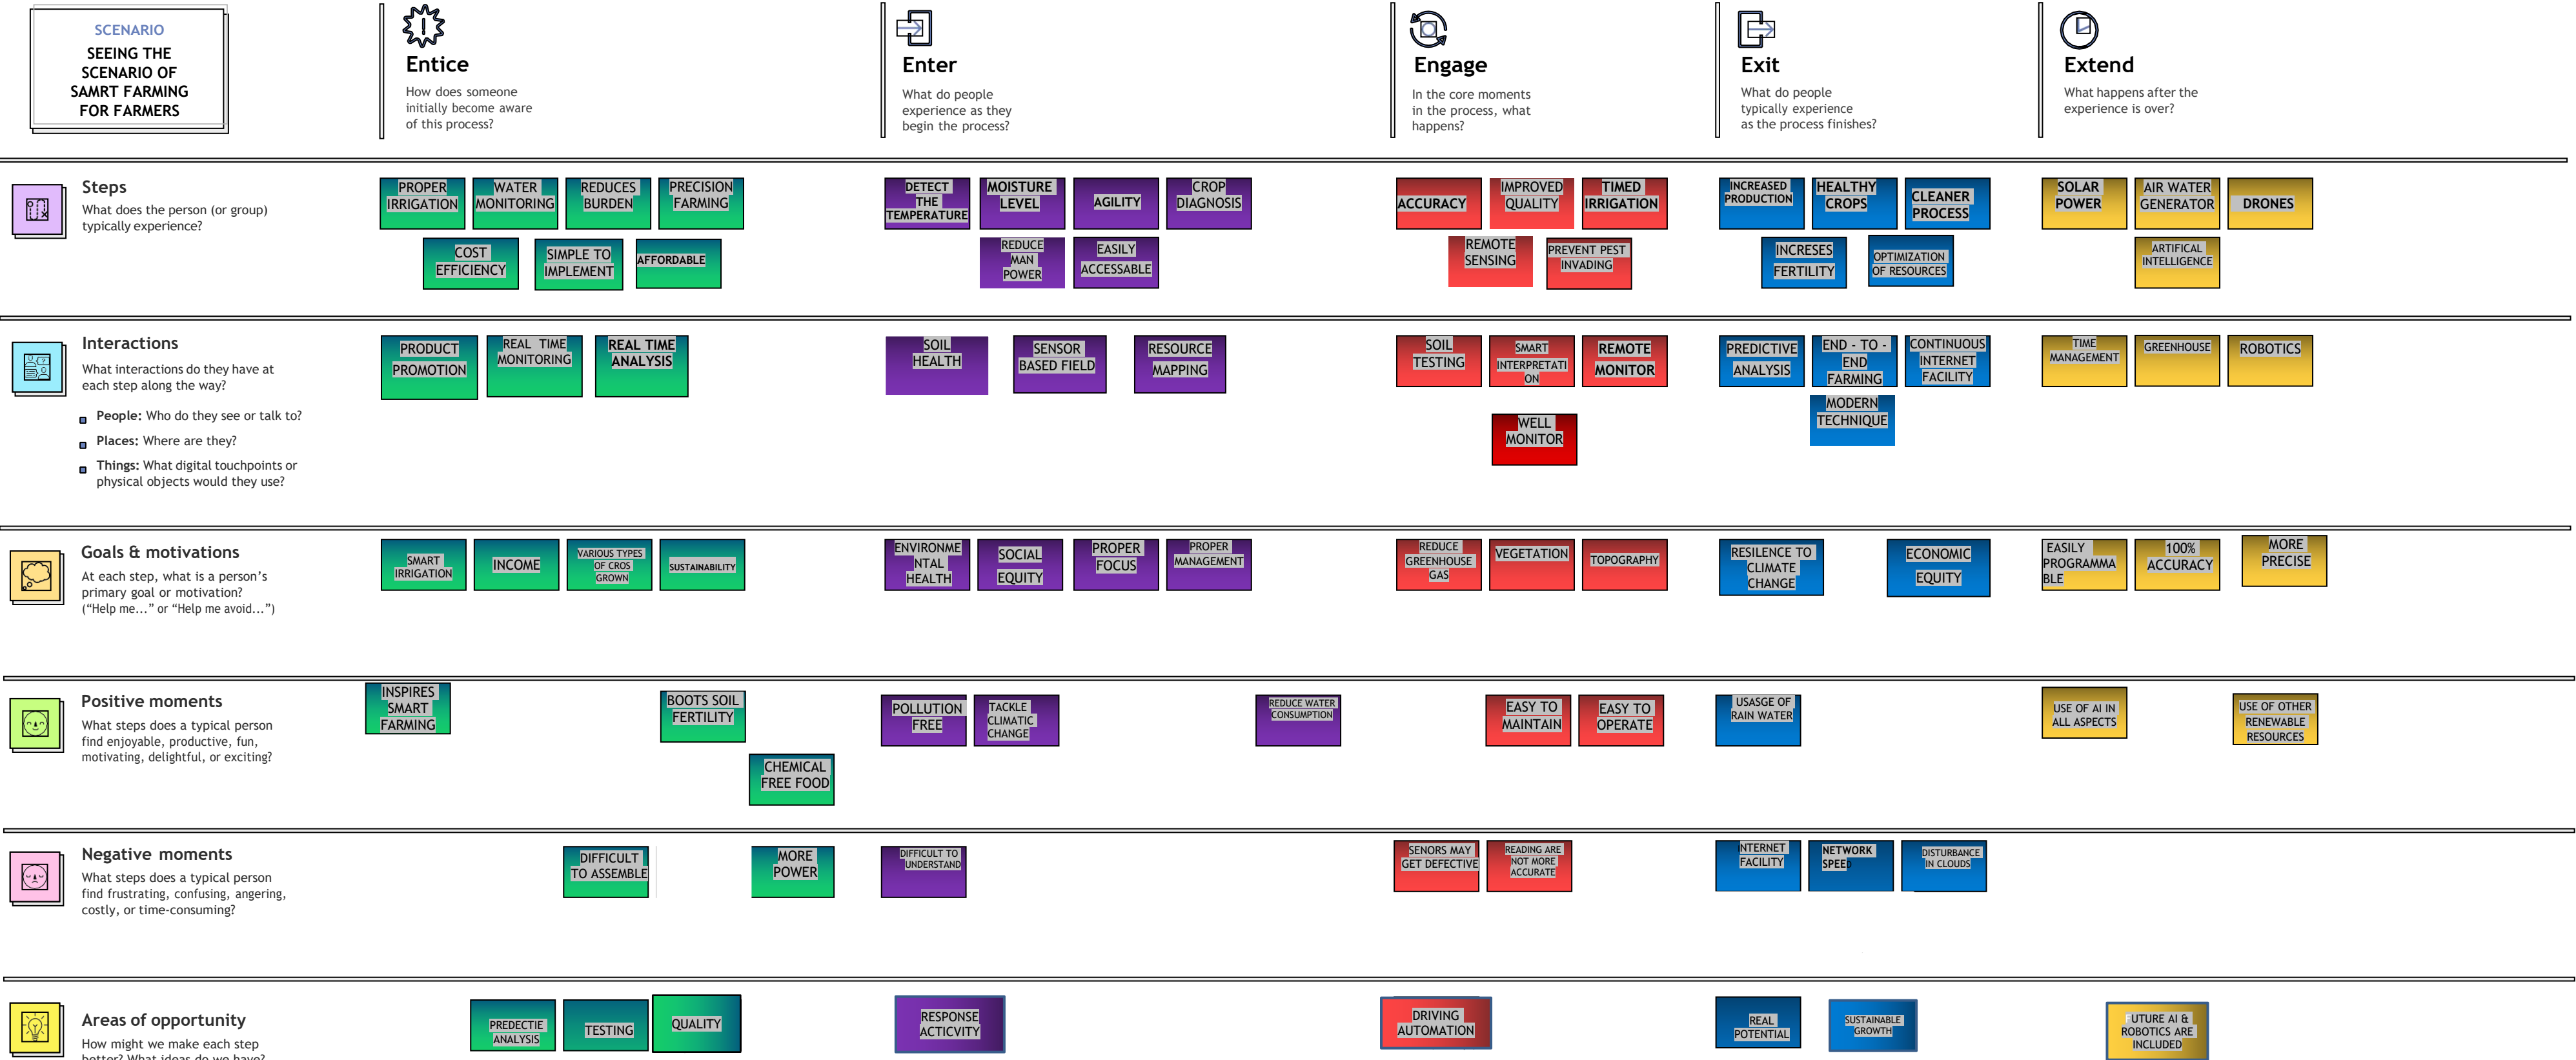 SCENARIO
SEEING THE
SCENARIO OF
SAMRT FARMING
FOR FARMERS
Entice
How does someone
initially become aware
of this process?
Enter
What do people
experience as they
begin the process?
Engage
In the core moments
in the process, what
happens?
Exit
What do people
typically experience
as the process finishes?
Extend
What happens after the
experience is over?
Steps
What does the person (or group)
typically experience?
PROPER
IRRIGATION
WATER
MONITORING
REDUCES
BURDEN
PRECISION
FARMING
COST
EFFICIENCY
SIMPLE TO
IMPLEMENT
AFFORDABLE
DETECT
THE
TEMPERATURE
MOISTURE
LEVEL
AGILITY
CROP
DIAGNOSIS
REDUCE
MAN
POWER
EASILY
ACCESSABLE
ACCURACY
IMPROVED
QUALITY
TIMED
IRRIGATION
REMOTE
SENSING
PREVENT PEST
INVADING
INCREASED
PRODUCTION
HEALTHY
CROPS
CLEANER
PROCESS
INCRESES
FERTILITY
OPTIMIZATION
OF RESOURCES
SOLAR
POWER
AIR WATER
GENERATOR
DRONES
ARTIFICAL
INTELLIGENCE
Interactions
What interactions do they have at
each step along the way?
People: Who do they see or talk to?
Places: Where are they?
Things: What digital touchpoints or
physical objects would they use?
PRODUCT
PROMOTION
REAL TIME
MONITORING
REAL TIME
ANALYSIS
SOIL
HEALTH
SENSOR
BASED FIELD
RESOURCE
MAPPING
SOIL
TESTING
SMART
INTERPRETATI
ON
REMOTE
MONITOR
WELL
MONITOR
PREDICTIVE
ANALYSIS
END - TO -
END
FARMING
CONTINUOUS
INTERNET
FACILITY
MODERN
TECHNIQUE
TIME
MANAGEMENT
GREENHOUSE
ROBOTICS
Goals & motivations
At each step, what is a person’s
primary goal or motivation?
(“Help me...” or “Help me avoid...”)
SMART
IRRIGATION
INCOME
VARIOUS TYPES
OF CROS
GROWN
SUSTAINABILITY
ENVIRONME
NTAL
HEALTH
SOCIAL
EQUITY
PROPER
FOCUS
PROPER
MANAGEMENT
REDUCE
GREENHOUSE
GAS
VEGETATION
TOPOGRAPHY
RESILENCE TO
CLIMATE
CHANGE
ECONOMIC
EQUITY
EASILY
PROGRAMMA
BLE
100%
ACCURACY
MORE
PRECISE
Positive moments
What steps does a typical person
find enjoyable, productive, fun,
motivating, delightful, or exciting?
INSPIRES
SMART
FARMING
BOOTS SOIL
FERTILITY
CHEMICAL
FREE FOOD
POLLUTION
FREE
TACKLE
CLIMATIC
CHANGE
REDUCE WATER
CONSUMPTION
EASY TO
MAINTAIN
EASY TO
OPERATE
USASGE OF
RAIN WATER
USE OF AI IN
ALL ASPECTS
USE OF OTHER
RENEWABLE
RESOURCES
Negative moments
What steps does a typical person
find frustrating, confusing, angering,
costly, or time-consuming?
DIFFICULT
TO ASSEMBLE
MORE
POWER
DIFFICULT TO
UNDERSTAND
SENORS MAY
GET DEFECTIVE
READING ARE
NOT MORE
ACCURATE
INTERNET
FACILITY
NETWORK
SPEED
DISTURBANCE
IN CLOUDS
Areas of opportunity
How might we make each step
better? What ideas do we have?
PREDECTIE
ANALYSIS
TESTING
QUALITY
RESPONSE
ACTICVITY
DRIVING
AUTOMATION
REAL
POTENTIAL
SUSTAINABLE
GROWTH
FUTURE AI &
ROBOTICS ARE
INCLUDED